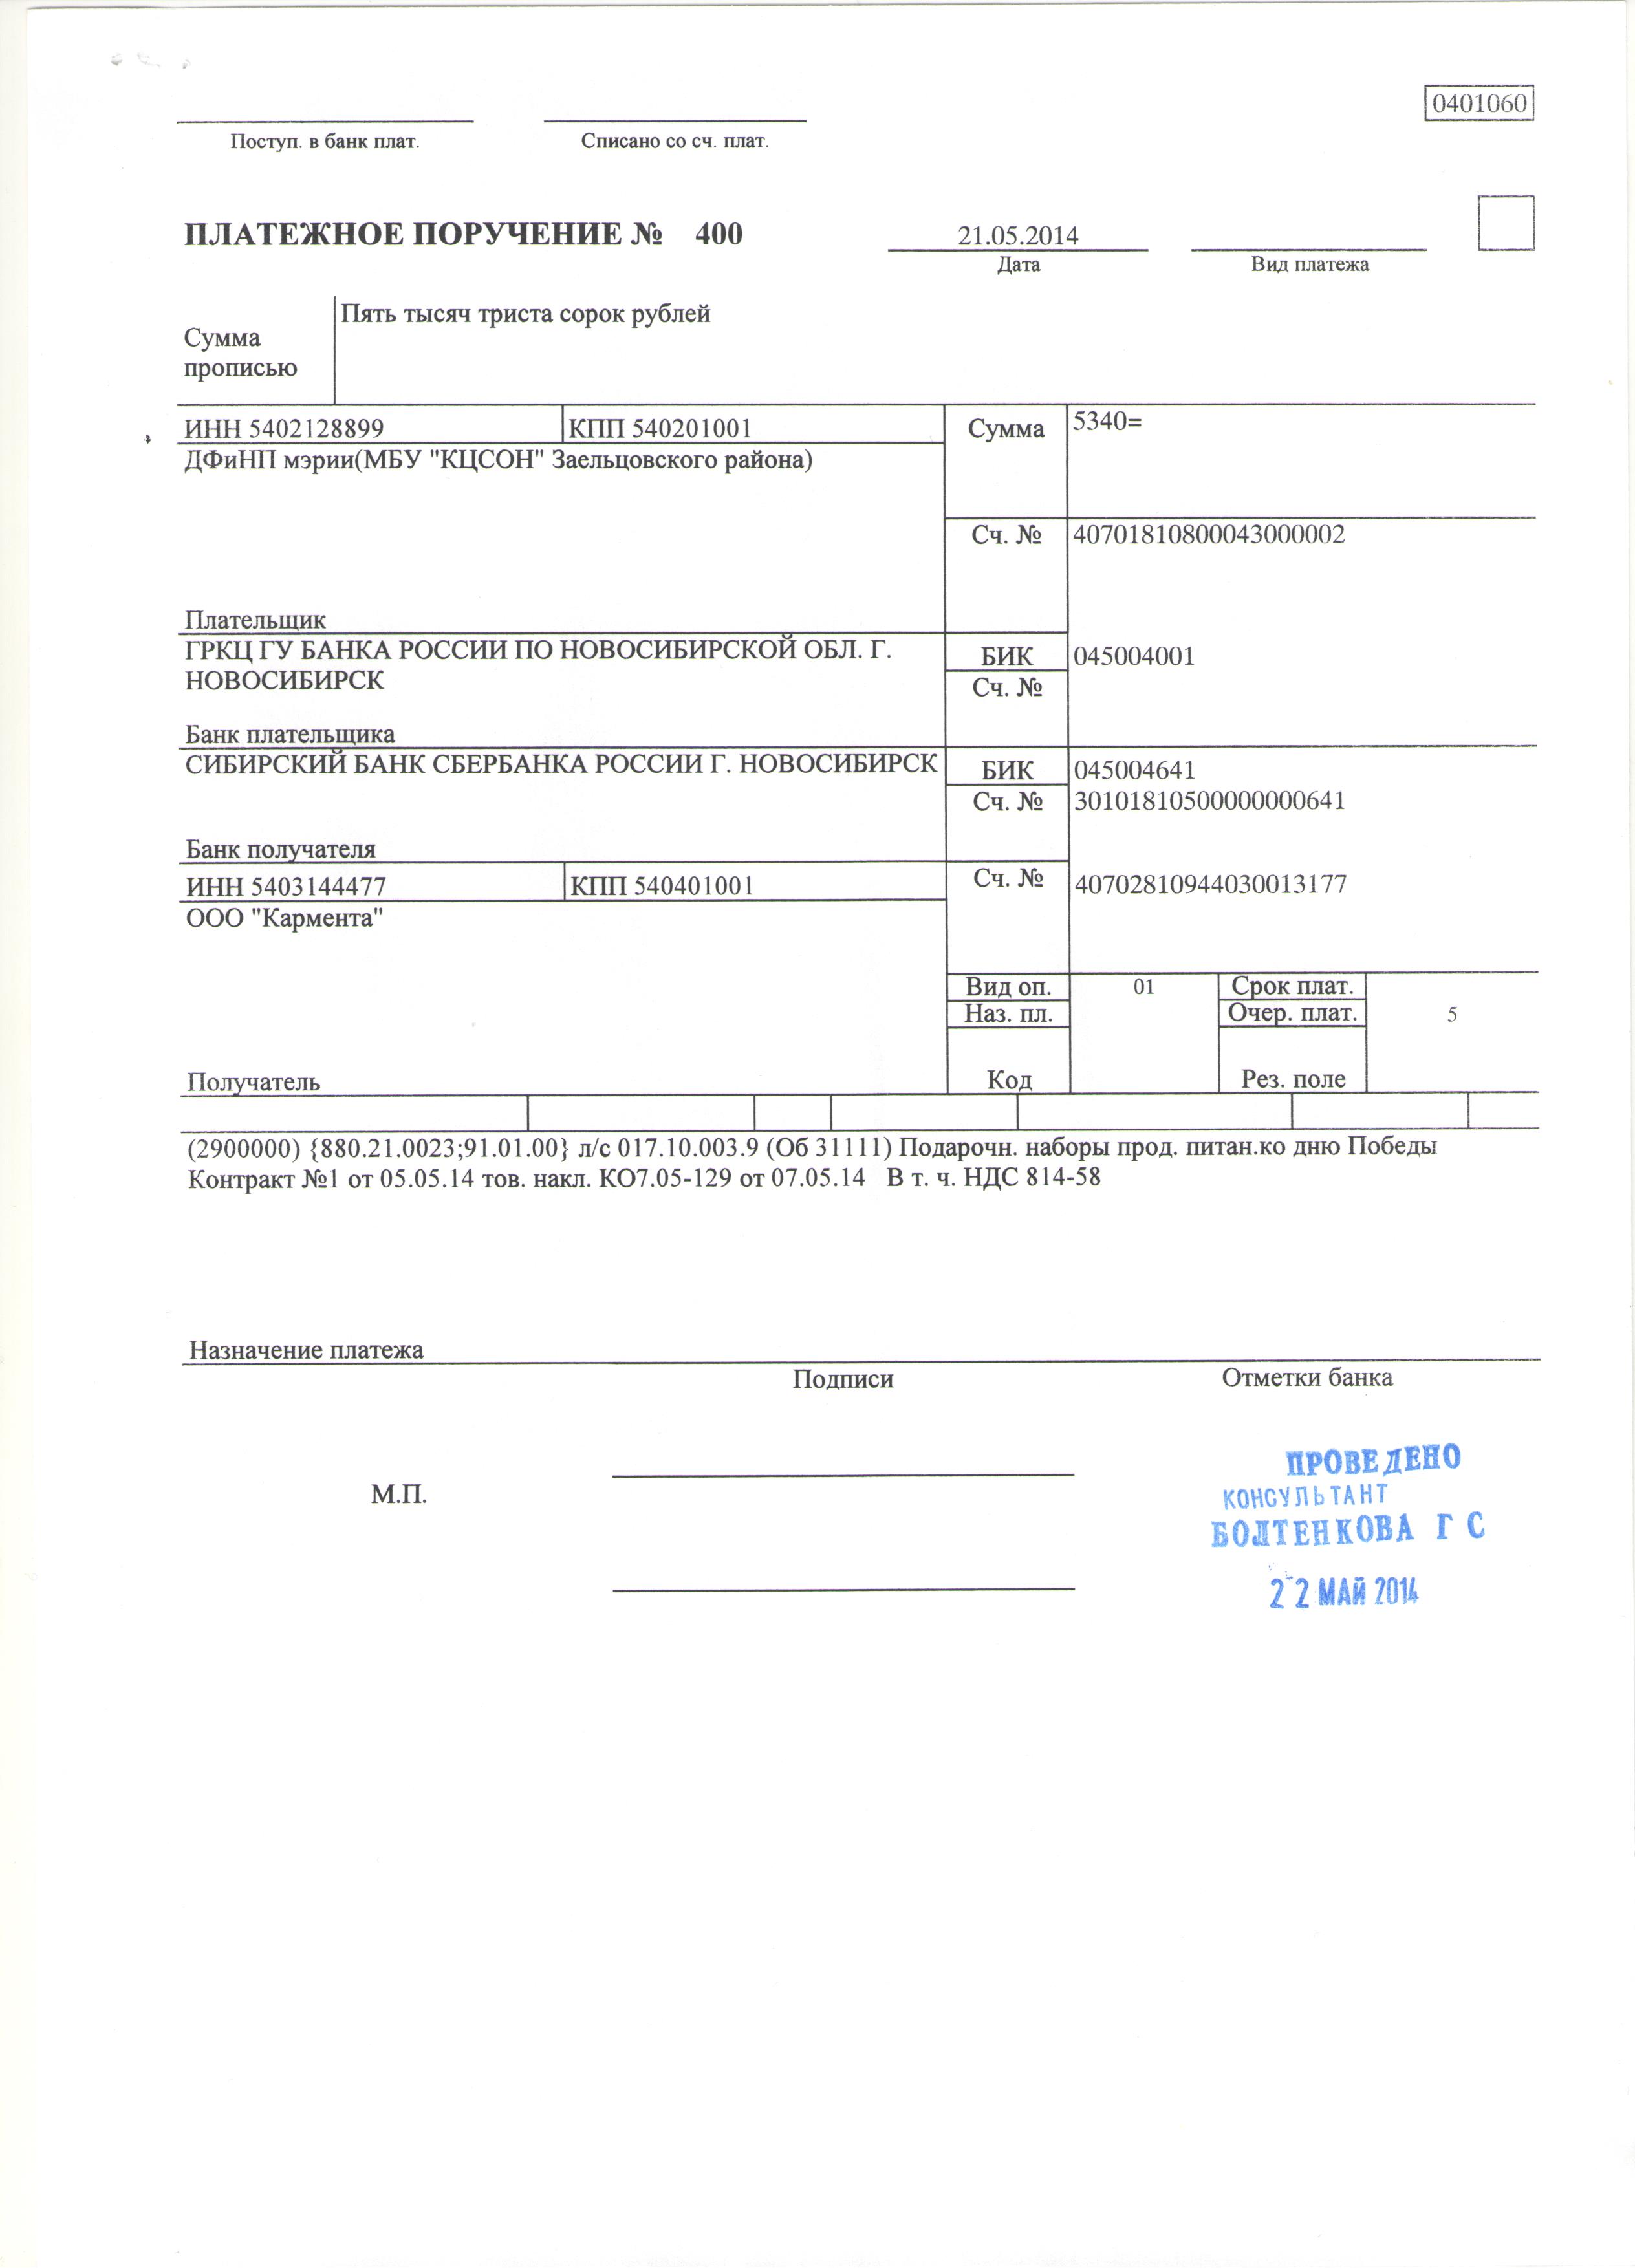 0401060
Поступ. в банк плат. Списано со сч. плат.
ПЛАТЕЖНОЕ ПОРУЧЕНИЕ № 400 21.05.2014
Дата Вид платежа
Сумма прописью
Пять тысяч триста сорок рублей
ИНН 5402128899 КПП 540201001 Сумма 5340=
ДФиНП мэрии(МБУ "КЦСОН" Заельцовского района)
Сч. № 40701810800043000002
Плательщик
ГРКЦ ГУ БАНКА РОССИИ ПО НОВОСИБИРСКОЙ ОБЛ. Г. БИК 045004001
НОВОСИБИРСК Сч. №
Банк плательщика
СИБИРСКИЙ БАНК СБЕРБАНКА РОССИИ Г. НОВОСИБИРСК БИК 045004641
Сч. № 30101810500000000641
Банк получателя
ИНН 5403144477 КПП 540401001 Сч. № 40702810944030013177
ООО "Кармента"
Вид оп. 01 Срок плат.
Наз. пл. Очер. плат. 5
Получатель Код Рез. поле
(2900000) {880.21.0023;91.01.00} л/с 017.10.003.9 (Об 31111) Подарочн. наборы прод. питан.ко дню Победы
Контракт №1 от 05.05.14 тов. накл. КО7.05-129 от 07.05.14 В т. ч. НДС 814-58
Назначение платежа
Подписи Отметки банка
М.П.
ПРОВЕДЕНО
КОНСУЛЬТАНТ
БОЛТЕНКОВА Г С
22 МАЙ 2014